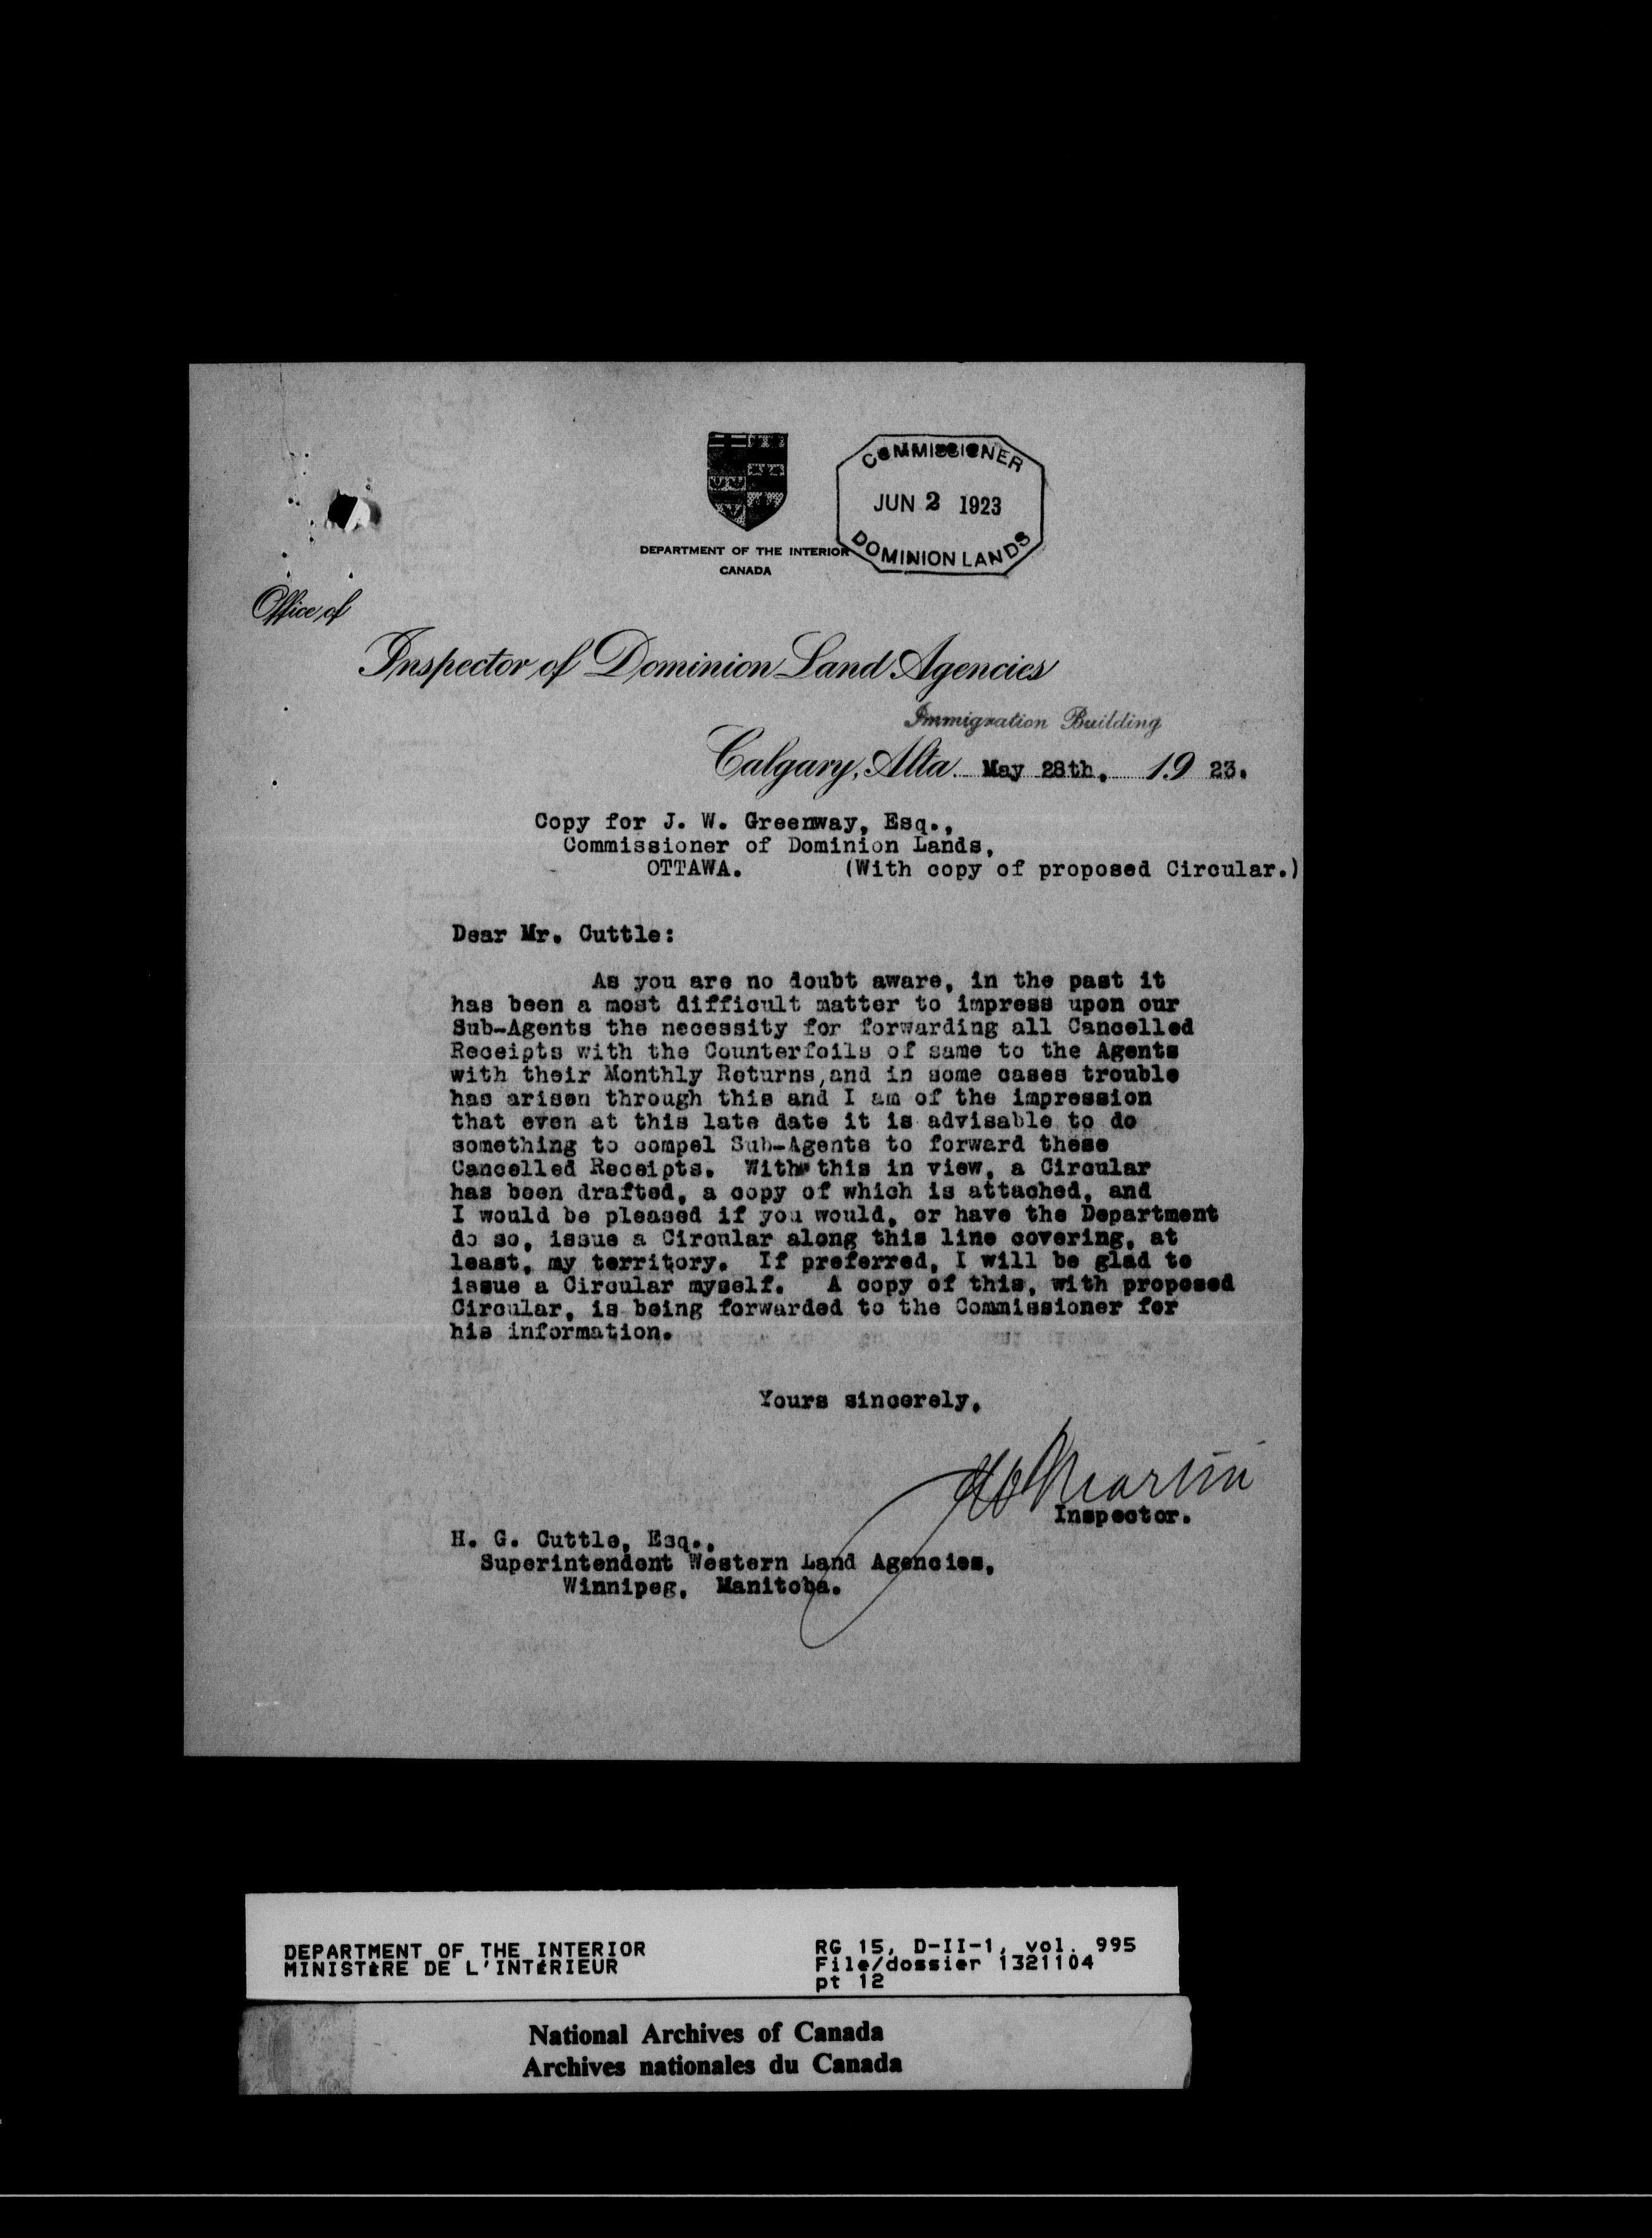 COMMISSIONER
JUN 2 1923
DOMINION LANDS
DEPARTMENT OF THE INTERIOR
CANADA
Office of
Inspector of Dominion Land Agencies
Immigration Building
Calgary, Alta. May 28th, 19 23.
Copy for J. W. Greenway, Esq.,
Commissioner of Dominion Lands,
OTTAWA. (With copy of proposed Circular.)
Dear Mr. Cuttle:
As you are no doubt aware, in the past it
has been a most difficult matter to impress upon our
Sub-Agents the necessity for forwarding all Cancelled
Receipts with the Counterfoils of same to the Agents
with their Monthly Returns,and in some cases trouble
has arisen through this and I am of the impression
that even at this late date it is advisable to do
something to compel Sub-Agents to forward these
Cancelled Receipts. With this in view, a Circular
has been drafted, a copy of which is attached, and
I would be pleased if you would, or have the Department
do so, issue a Circular along this line covering, at
least, my territory. If preferred, I will be glad to
issue a Circular myself. A copy of this, with proposed
Circular, is being forwarded to the Commissioner for
his information.
Yours sincerely,
Martin
Inspector.
H. G. Cuttle, Esq.,
Superintendent Western Land Agencies,
Winnipeg, Manitoba.
DEPARTMENT OF THE INTERIOR
MINISTÈRE DE L'INTÉRIEUR
RG 15, D-II-1, vol. 995
File/dossier 1321104
pt 12
National Archives of Canada
Archives nationales du Canada